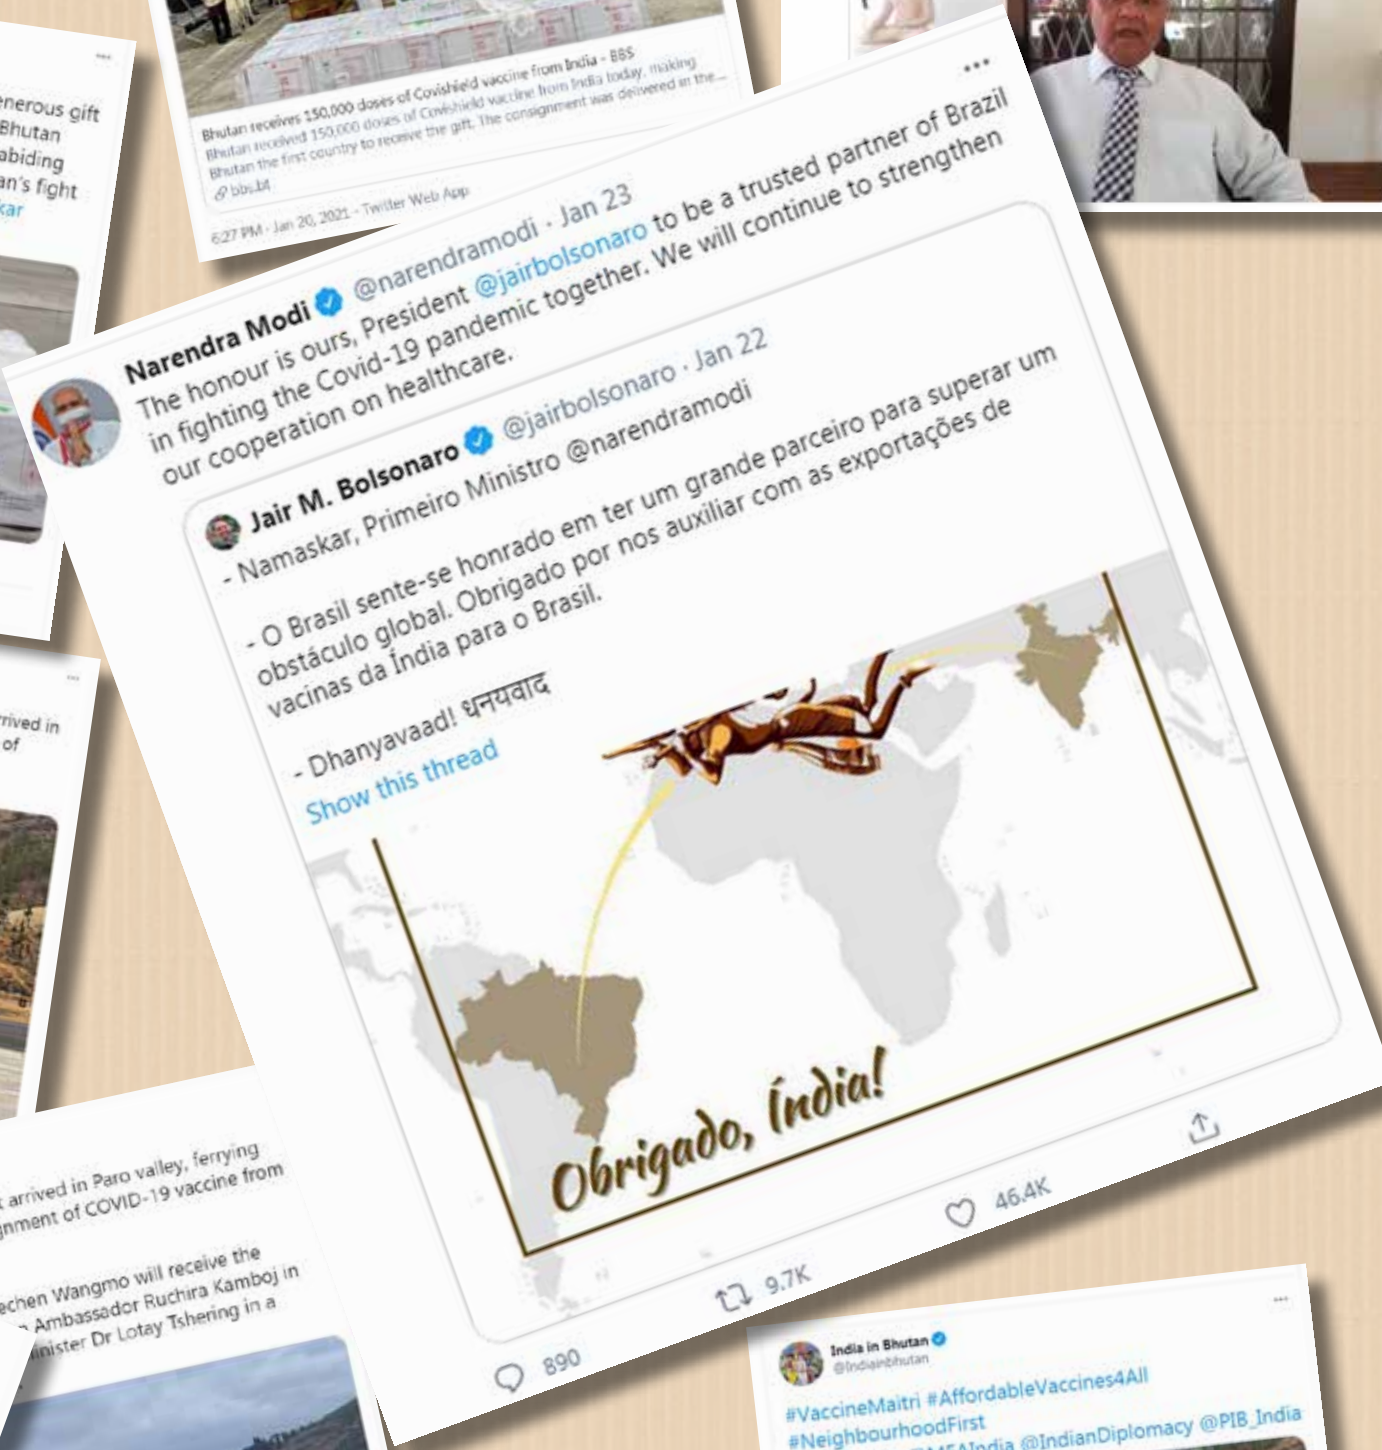 enerous gift
Bhutan
abiding
an's fight
kar
Bhutan receives 150,000 doses of Covishield vaccine from India - BBS
Bhutan received 150,000 doses of Covishield vaccine from India today, making
Bhutan the first country to receive the gift. The consignment was delivered in the...
bbs.bt
6:27 PM · Jan 20, 2021 · Twitter Web App
Narendra Modi @narendramodi · Jan 23
The honour is ours, President @jairbolsonaro to be a trusted partner of Brazil
in fighting the Covid-19 pandemic together. We will continue to strengthen
our cooperation on healthcare.
Jair M. Bolsonaro @jairbolsonaro · Jan 22
- Namaskar, Primeiro Ministro @narendramodi
- O Brasil sente-se honrado em ter um grande parceiro para superar um
obstáculo global. Obrigado por nos auxiliar com as exportações de
vacinas da Índia para o Brasil.
- Dhanyavaad! धनयवाद
Show this thread
Obrigado, Índia!
890 9.7K 46.4K
rrived in
of
t arrived in Paro valley, ferrying
gnment of COVID-19 vaccine from
echen Wangmo will receive the
n Ambassador Ruchira Kamboj in
inister Dr Lotay Tshering in a
India in Bhutan
@Indiainbhutan
#VaccineMaitri #AffordableVaccines4All
#NeighbourhoodFirst
MEAIndia @IndianDiplomacy @PIB_India